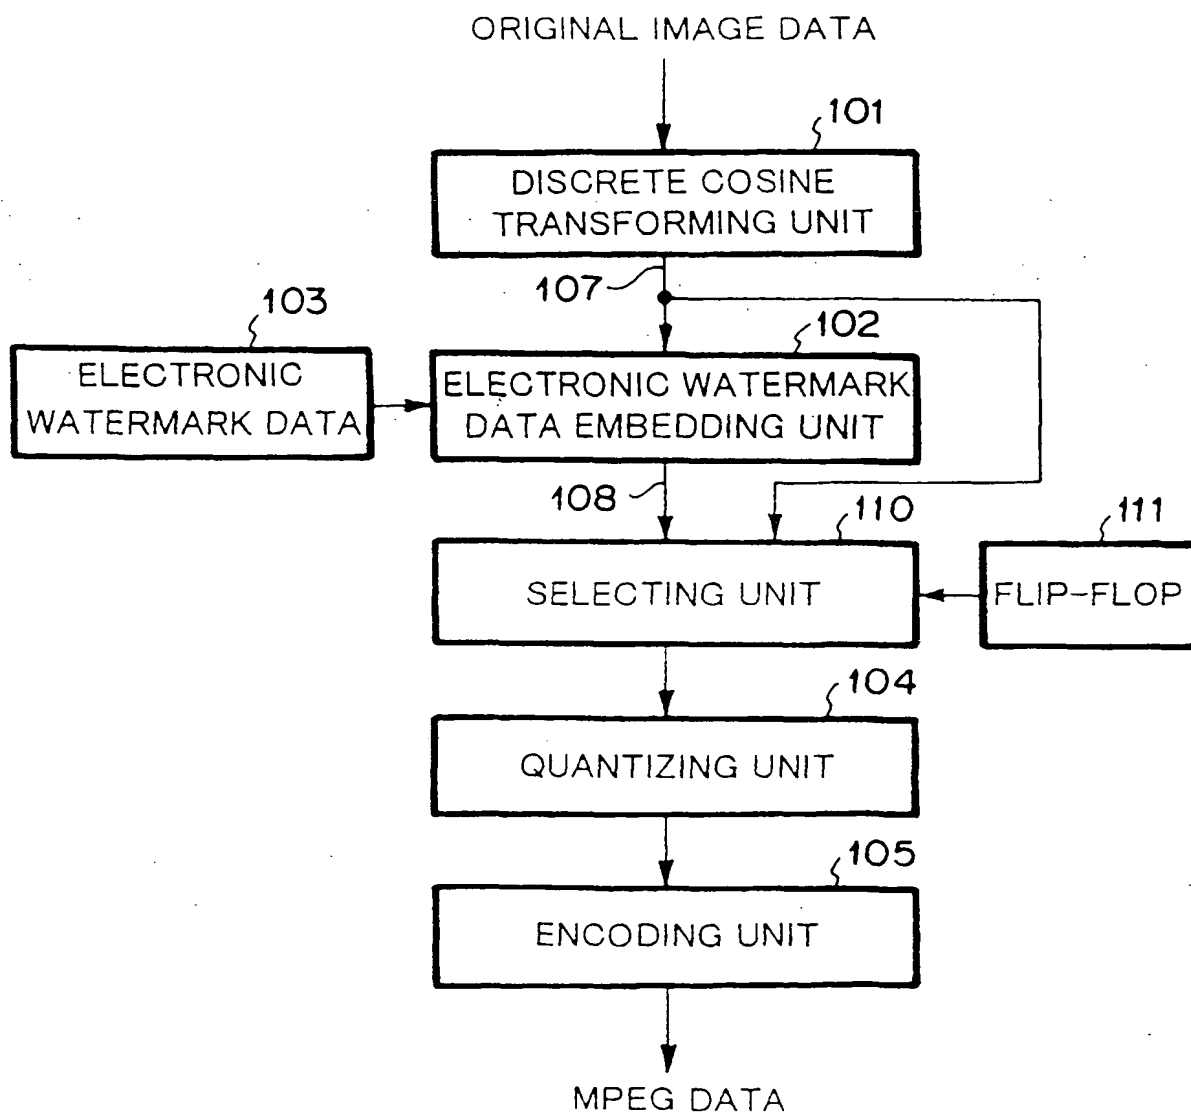 ORIGINAL IMAGE DATA
101
DISCRETE COSINE
TRANSFORMING UNIT
107
103
102
ELECTRONIC
WATERMARK DATA
ELECTRONIC WATERMARK
DATA EMBEDDING UNIT
108
110
111
SELECTING UNIT
FLIP-FLOP
104
QUANTIZING UNIT
105
ENCODING UNIT
MPEG DATA